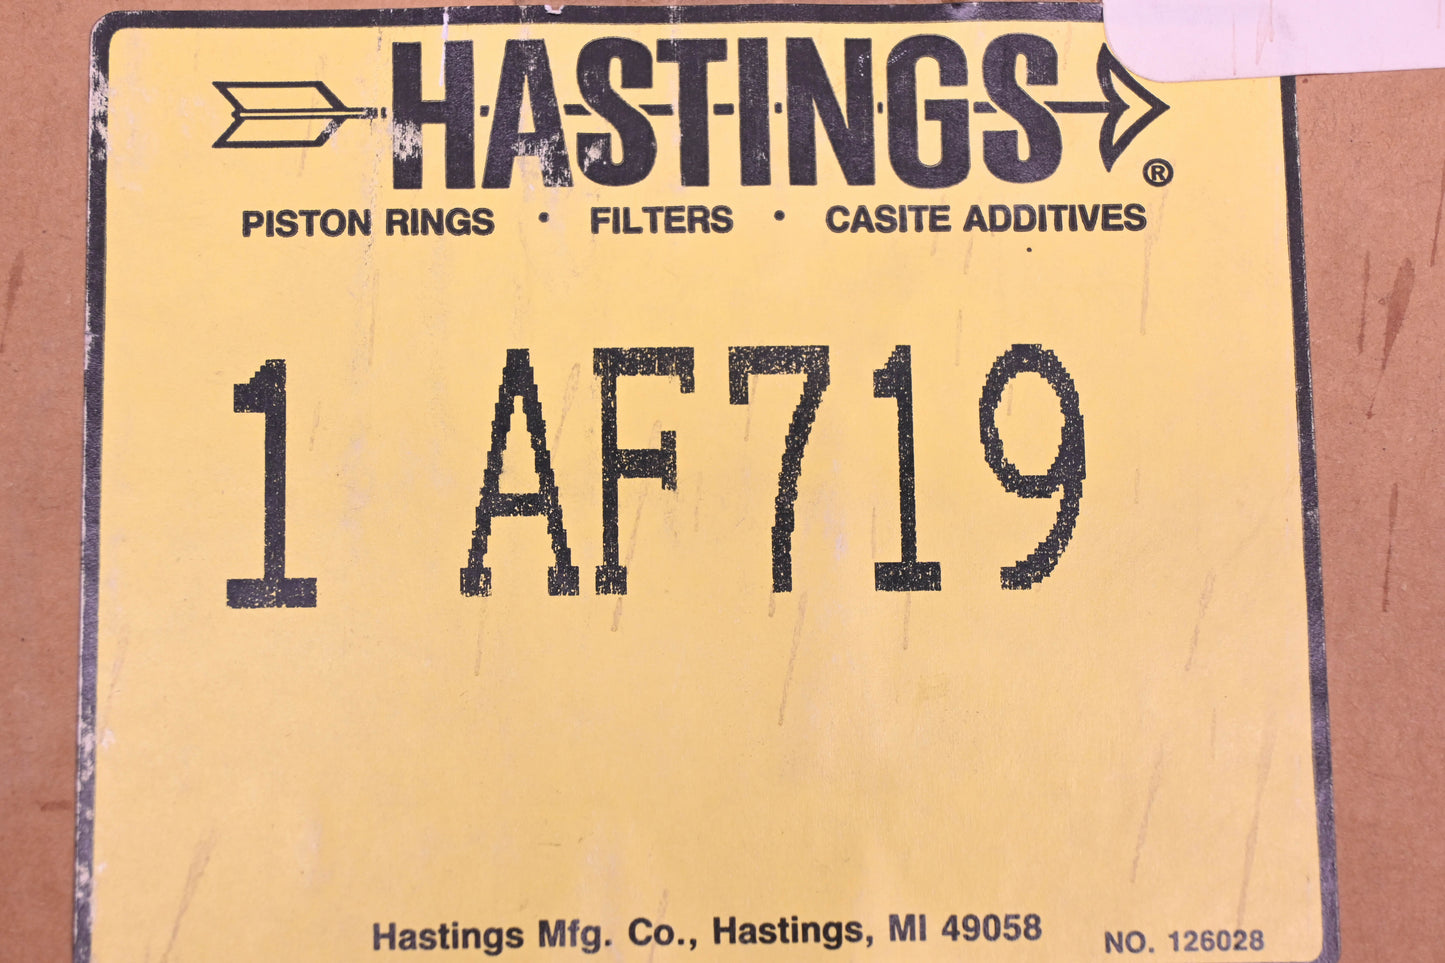 HASTINGS®
PISTON RINGS • FILTERS • CASITE ADDITIVES
1 AF719
Hastings Mfg. Co., Hastings, MI 49058 NO. 126028